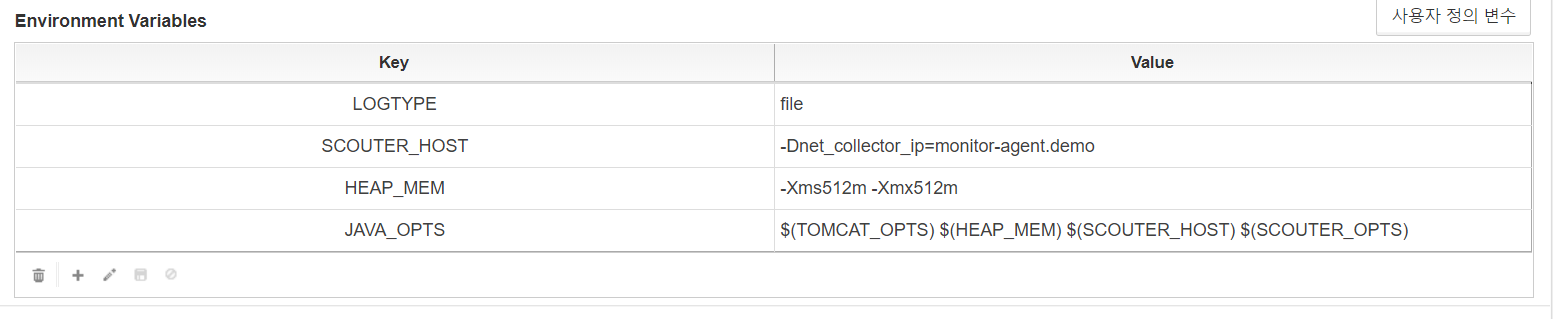 Environment Variables
사용자 정의 변수
Key Value
LOGTYPE file
SCOUTER_HOST -Dnet_collector_ip=monitor-agent.demo
HEAP_MEM -Xms512m -Xmx512m
JAVA_OPTS $(TOMCAT_OPTS) $(HEAP_MEM) $(SCOUTER_HOST) $(SCOUTER_OPTS)